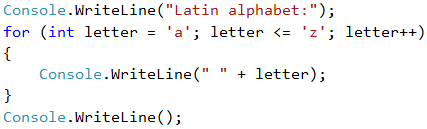 Console.WriteLine("Latin alphabet:");
for (int letter = 'a'; letter <= 'z'; letter++)
{
    Console.WriteLine(" " + letter);
}
Console.WriteLine();